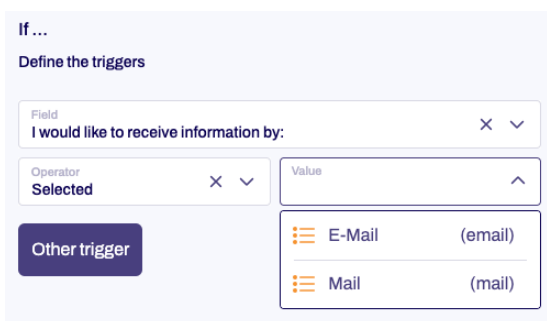 If ...
Define the triggers
Field
I would like to receive information by:
Operator
Selected
Value
Other trigger
E-Mail (email)
Mail (mail)